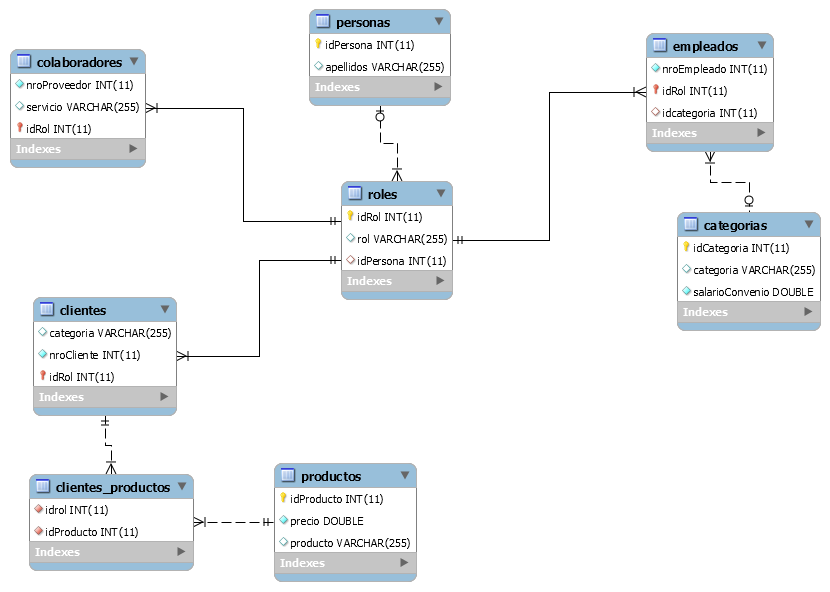 personas
idPersona INT(11)
apellidos VARCHAR(255)
Indexes
colaboradores
nroProveedor INT(11)
servicio VARCHAR(255)
idRol INT(11)
Indexes
empleados
nroEmpleado INT(11)
idRol INT(11)
idcategoria INT(11)
Indexes
roles
idRol INT(11)
rol VARCHAR(255)
idPersona INT(11)
Indexes
categorias
idCategoria INT(11)
categoria VARCHAR(255)
salarioConvenio DOUBLE
Indexes
clientes
categoria VARCHAR(255)
nroCliente INT(11)
idRol INT(11)
Indexes
clientes_productos
idrol INT(11)
idProducto INT(11)
Indexes
productos
idProducto INT(11)
precio DOUBLE
producto VARCHAR(255)
Indexes